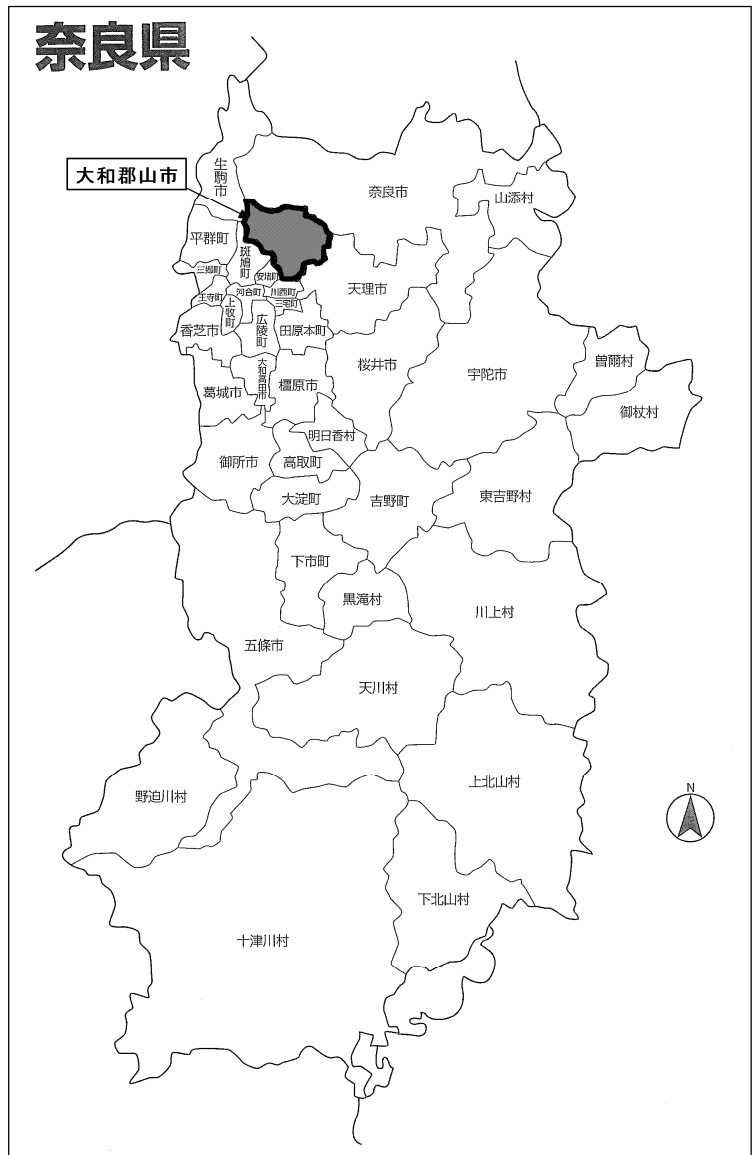 奈良県
生駒市
大和郡山市
奈良市
山添村
平群町
斑鳩町
三郷町
安堵町
天理市
王寺町
河合町
川西町
三宅町
上牧町
香芝市
広陵町
田原本町
桜井市
宇陀市
曽爾村
大和高田市
葛城市
橿原市
御杖村
明日香村
御所市
高取町
大淀町
吉野町
東吉野村
下市町
黒滝村
川上村
五條市
天川村
上北山村
野迫川村
N
下北山村
十津川村